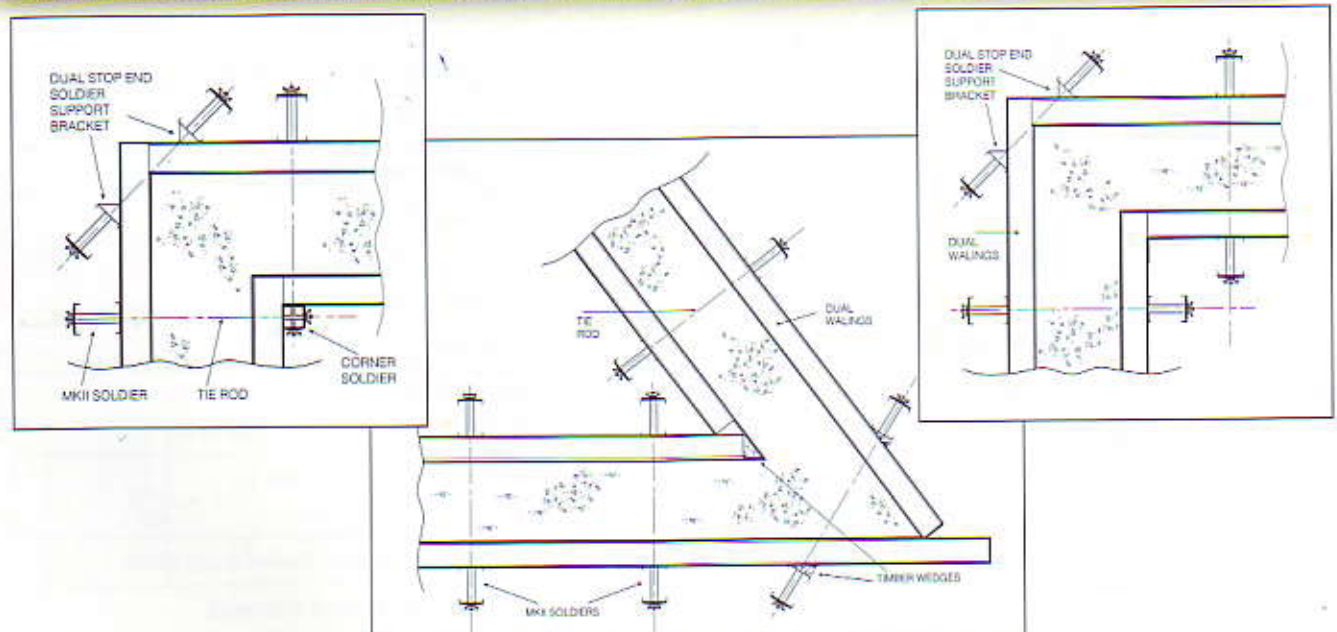 DUAL STOP END
SOLDIER
SUPPORT
BRACKET
MKII SOLDIER
TIE ROD
CORNER
SOLDIER
TIE
ROD
DUAL
WALINGS
TIMBER WEDGES
MKII SOLDIERS
DUAL STOP END
SOLDIER
SUPPORT
BRACKET
DUAL
WALINGS